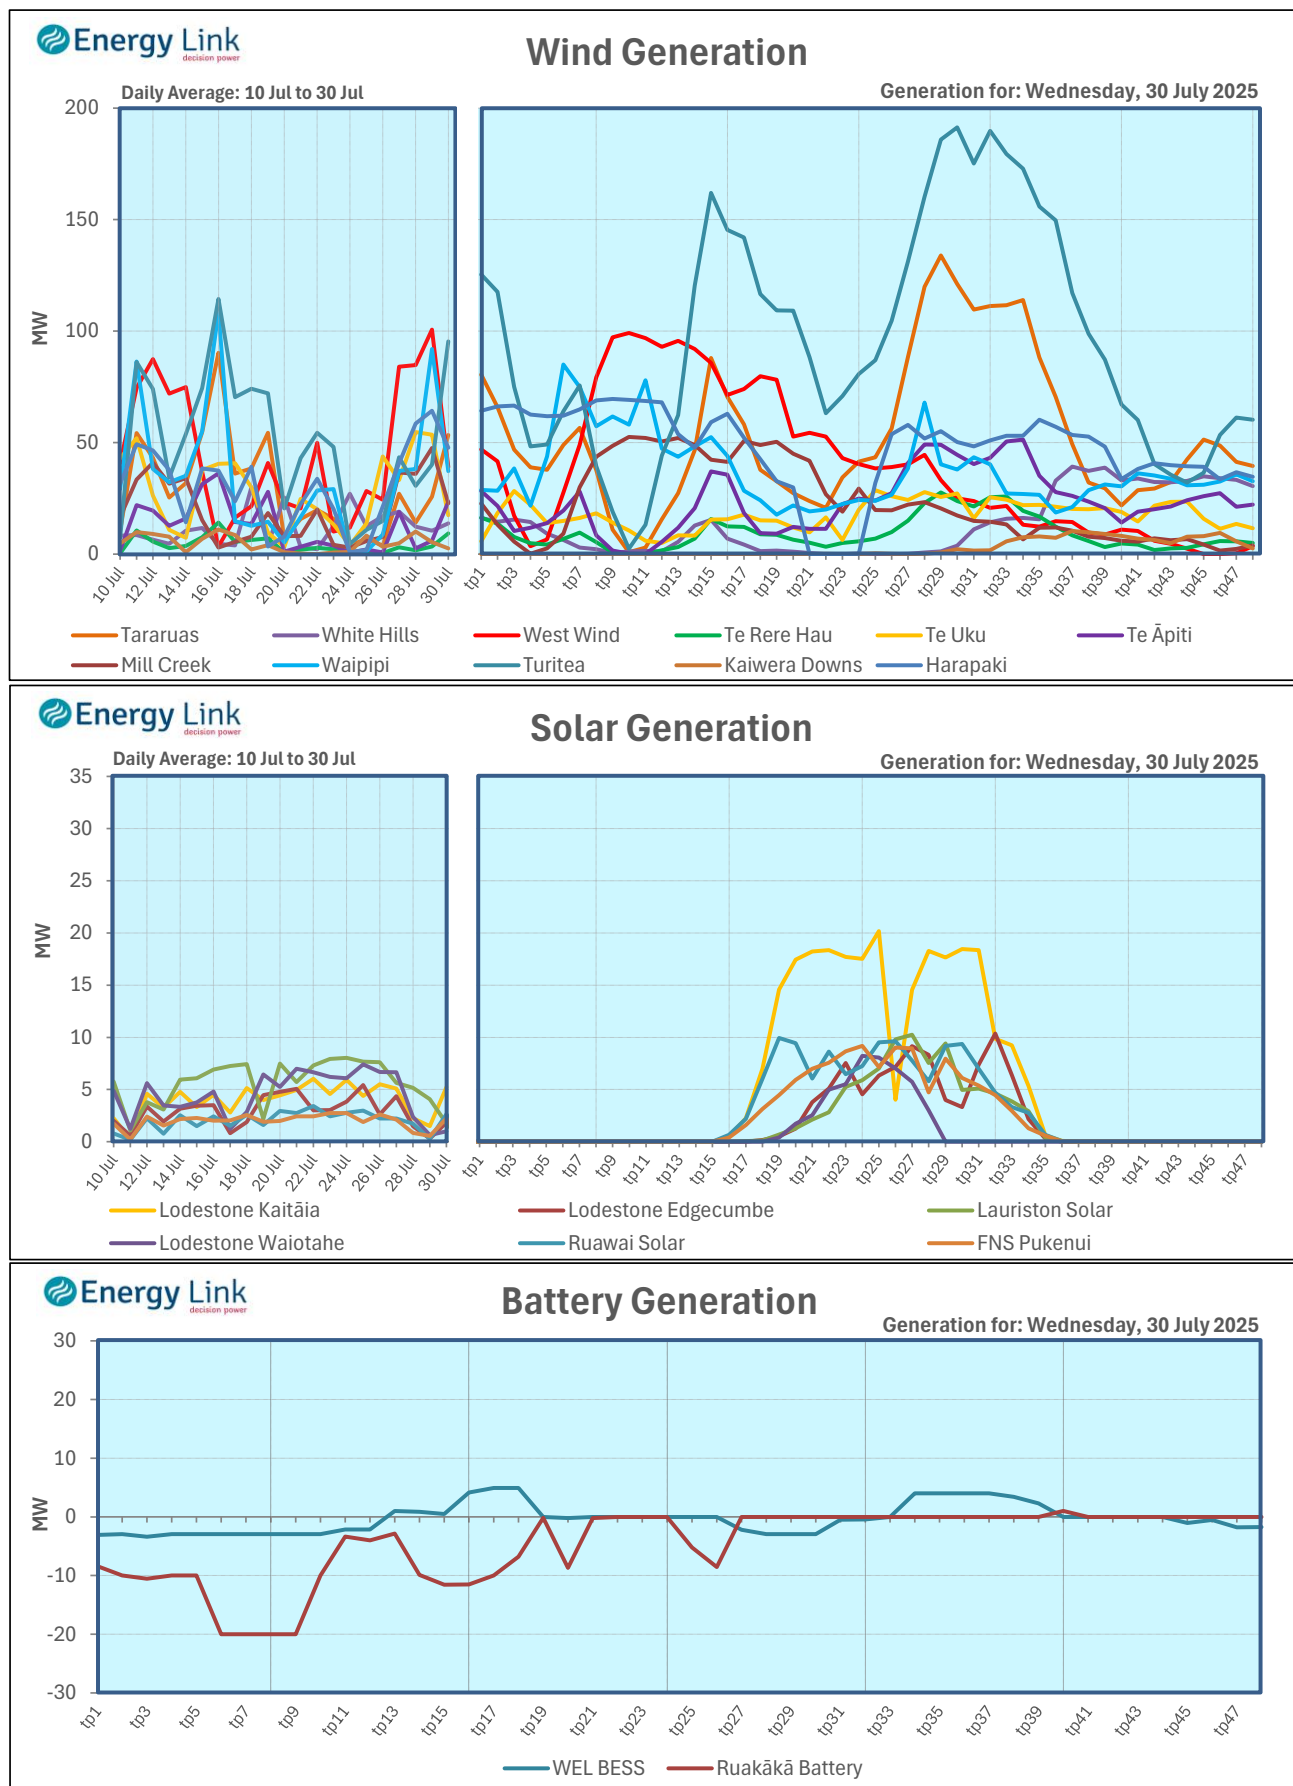 Energy Link
decision power
Wind Generation
Daily Average: 10 Jul to 30 Jul
Generation for: Wednesday, 30 July 2025
MW
200
150
100
50
0
10 Jul 12 Jul 14 Jul 16 Jul 18 Jul 20 Jul 22 Jul 24 Jul 26 Jul 28 Jul 30 Jul
tp1 tp3 tp5 tp7 tp9 tp11 tp13 tp15 tp17 tp19 tp21 tp23 tp25 tp27 tp29 tp31 tp33 tp35 tp37 tp39 tp41 tp43 tp45 tp47
Tararuas White Hills West Wind Te Rere Hau Te Uku Te Āpiti
Mill Creek Waipipi Turitea Kaiwera Downs Harapaki
Energy Link
decision power
Solar Generation
Daily Average: 10 Jul to 30 Jul
Generation for: Wednesday, 30 July 2025
MW
35
30
25
20
15
10
5
0
10 Jul 12 Jul 14 Jul 16 Jul 18 Jul 20 Jul 22 Jul 24 Jul 26 Jul 28 Jul 30 Jul
tp1 tp3 tp5 tp7 tp9 tp11 tp13 tp15 tp17 tp19 tp21 tp23 tp25 tp27 tp29 tp31 tp33 tp35 tp37 tp39 tp41 tp43 tp45 tp47
Lodestone Kaitāia Lodestone Edgecumbe Lauriston Solar
Lodestone Waiotahe Ruawai Solar FNS Pukenui
Energy Link
decision power
Battery Generation
Generation for: Wednesday, 30 July 2025
MW
30
20
10
0
-10
-20
-30
tp1 tp3 tp5 tp7 tp9 tp11 tp13 tp15 tp17 tp19 tp21 tp23 tp25 tp27 tp29 tp31 tp33 tp35 tp37 tp39 tp41 tp43 tp45 tp47
WEL BESS Ruakākā Battery